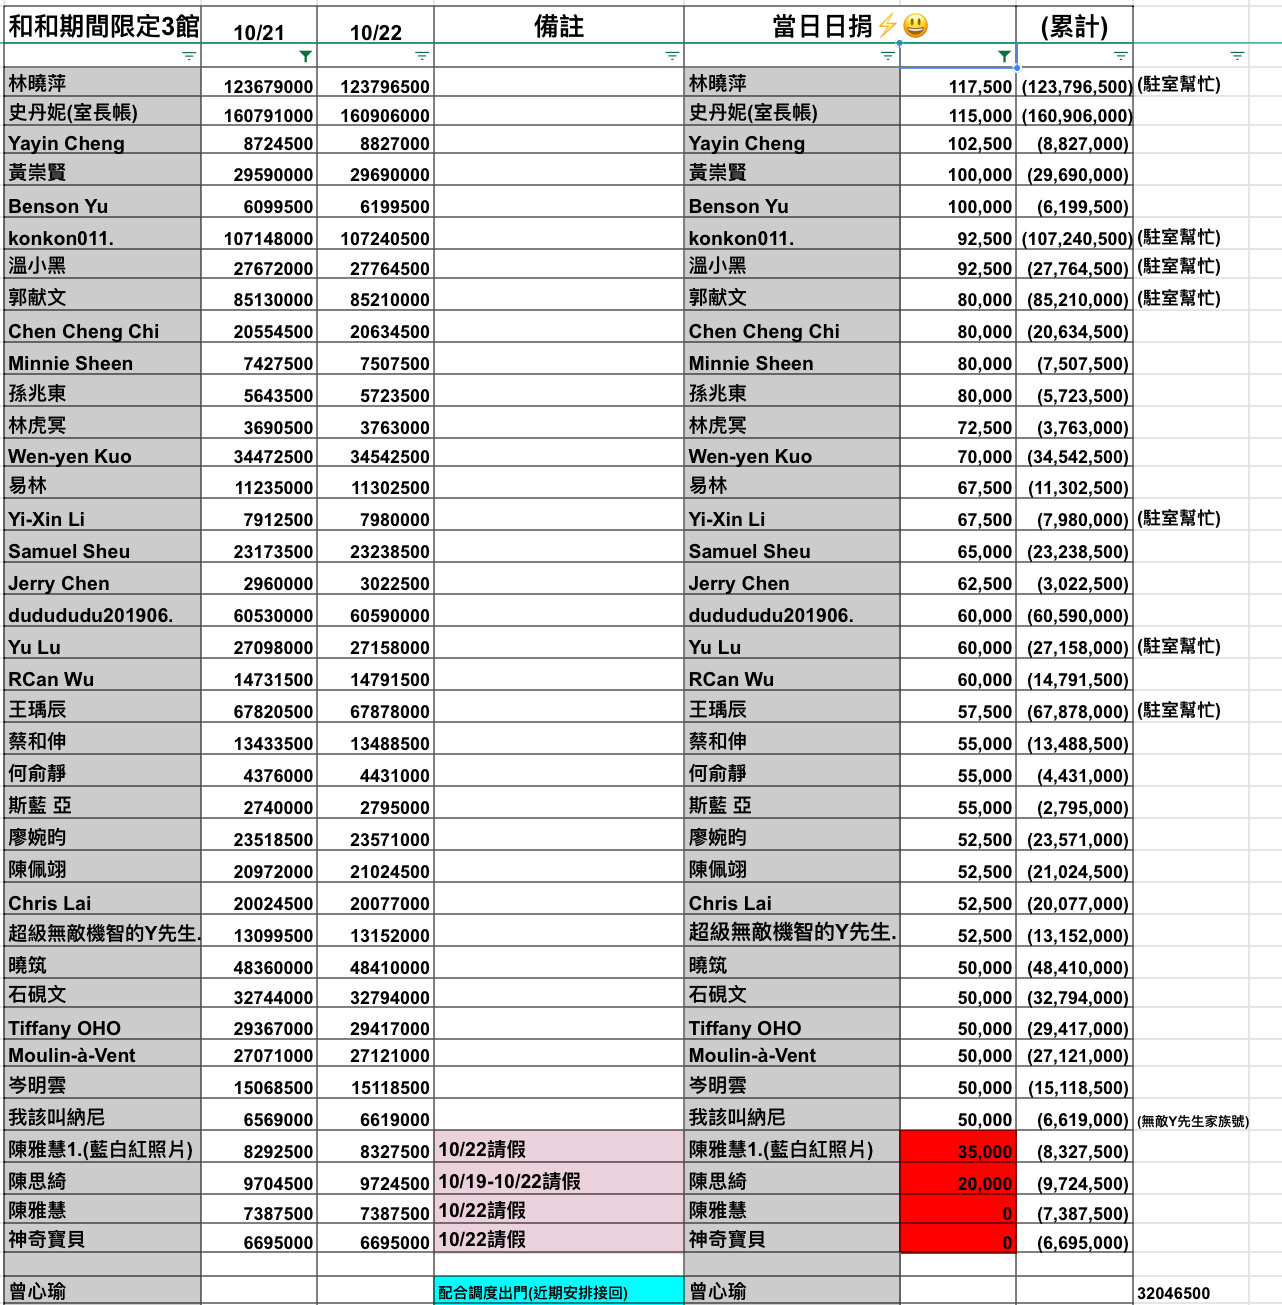 和和期間限定3館 10/21 10/22 備註 當日日捐⚡😃 (累計)
林曉萍 123679000 123796500 林曉萍 117,500 (123,796,500) (駐室幫忙)
史丹妮(室長帳) 160791000 160906000 史丹妮(室長帳) 115,000 (160,906,000)
Yayin Cheng 8724500 8827000 Yayin Cheng 102,500 (8,827,000)
黃崇賢 29590000 29690000 黃崇賢 100,000 (29,690,000)
Benson Yu 6099500 6199500 Benson Yu 100,000 (6,199,500)
konkon011. 107148000 107240500 konkon011. 92,500 (107,240,500) (駐室幫忙)
溫小黑 27672000 27764500 溫小黑 92,500 (27,764,500) (駐室幫忙)
郭献文 85130000 85210000 郭献文 80,000 (85,210,000) (駐室幫忙)
Chen Cheng Chi 20554500 20634500 Chen Cheng Chi 80,000 (20,634,500)
Minnie Sheen 7427500 7507500 Minnie Sheen 80,000 (7,507,500)
孫兆東 5643500 5723500 孫兆東 80,000 (5,723,500)
林虎冥 3690500 3763000 林虎冥 72,500 (3,763,000)
Wen-yen Kuo 34472500 34542500 Wen-yen Kuo 70,000 (34,542,500)
易林 11235000 11302500 易林 67,500 (11,302,500)
Yi-Xin Li 7912500 7980000 Yi-Xin Li 67,500 (7,980,000) (駐室幫忙)
Samuel Sheu 23173500 23238500 Samuel Sheu 65,000 (23,238,500)
Jerry Chen 2960000 3022500 Jerry Chen 62,500 (3,022,500)
dudududu201906. 60530000 60590000 dudududu201906. 60,000 (60,590,000)
Yu Lu 27098000 27158000 Yu Lu 60,000 (27,158,000) (駐室幫忙)
RCan Wu 14731500 14791500 RCan Wu 60,000 (14,791,500)
王瑀辰 67820500 67878000 王瑀辰 57,500 (67,878,000) (駐室幫忙)
蔡和伸 13433500 13488500 蔡和伸 55,000 (13,488,500)
何俞靜 4376000 4431000 何俞靜 55,000 (4,431,000)
斯藍 亞 2740000 2795000 斯藍 亞 55,000 (2,795,000)
廖婉昀 23518500 23571000 廖婉昀 52,500 (23,571,000)
陳佩翊 20972000 21024500 陳佩翊 52,500 (21,024,500)
Chris Lai 20024500 20077000 Chris Lai 52,500 (20,077,000)
超級無敵機智的Y先生. 13099500 13152000 超級無敵機智的Y先生. 52,500 (13,152,000)
曉筑 48360000 48410000 曉筑 50,000 (48,410,000)
石硯文 32744000 32794000 石硯文 50,000 (32,794,000)
Tiffany OHO 29367000 29417000 Tiffany OHO 50,000 (29,417,000)
Moulin-à-Vent 27071000 27121000 Moulin-à-Vent 50,000 (27,121,000)
岑明雲 15068500 15118500 岑明雲 50,000 (15,118,500)
我該叫納尼 6569000 6619000 我該叫納尼 50,000 (6,619,000) (無敵Y先生家族號)
陳雅慧1.(藍白紅照片) 8292500 8327500 10/22請假 陳雅慧1.(藍白紅照片) 35,000 (8,327,500)
陳思綺 9704500 9724500 10/19-10/22請假 陳思綺 20,000 (9,724,500)
陳雅慧 7387500 7387500 10/22請假 陳雅慧 0 (7,387,500)
神奇寶貝 6695000 6695000 10/22請假 神奇寶貝 0 (6,695,000)
曾心瑜 配合調度出門(近期安排接回) 曾心瑜 32046500